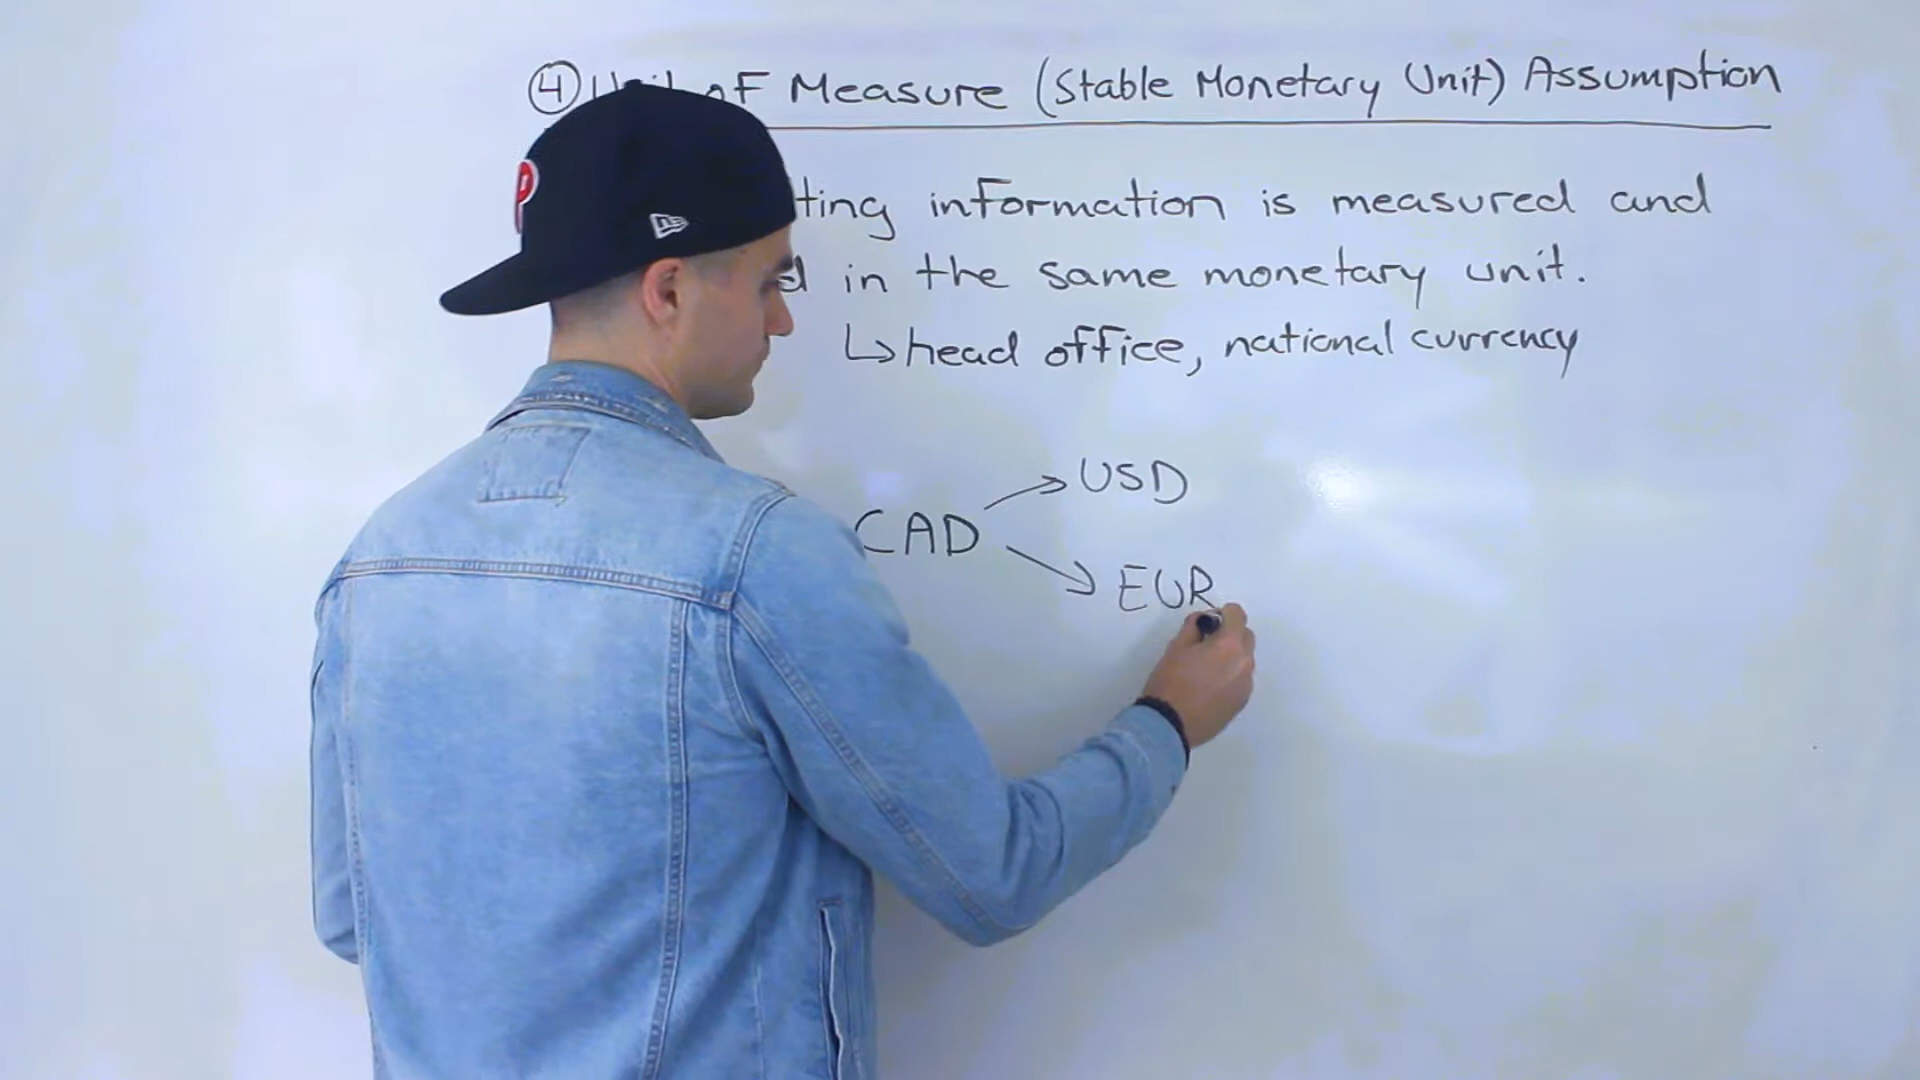 ④ Unit of Measure (Stable Monetary Unit) Assumption
ting information is measured and
d in the same monetary unit.
↳ head office, national currency
USD
CAD
EUR
P